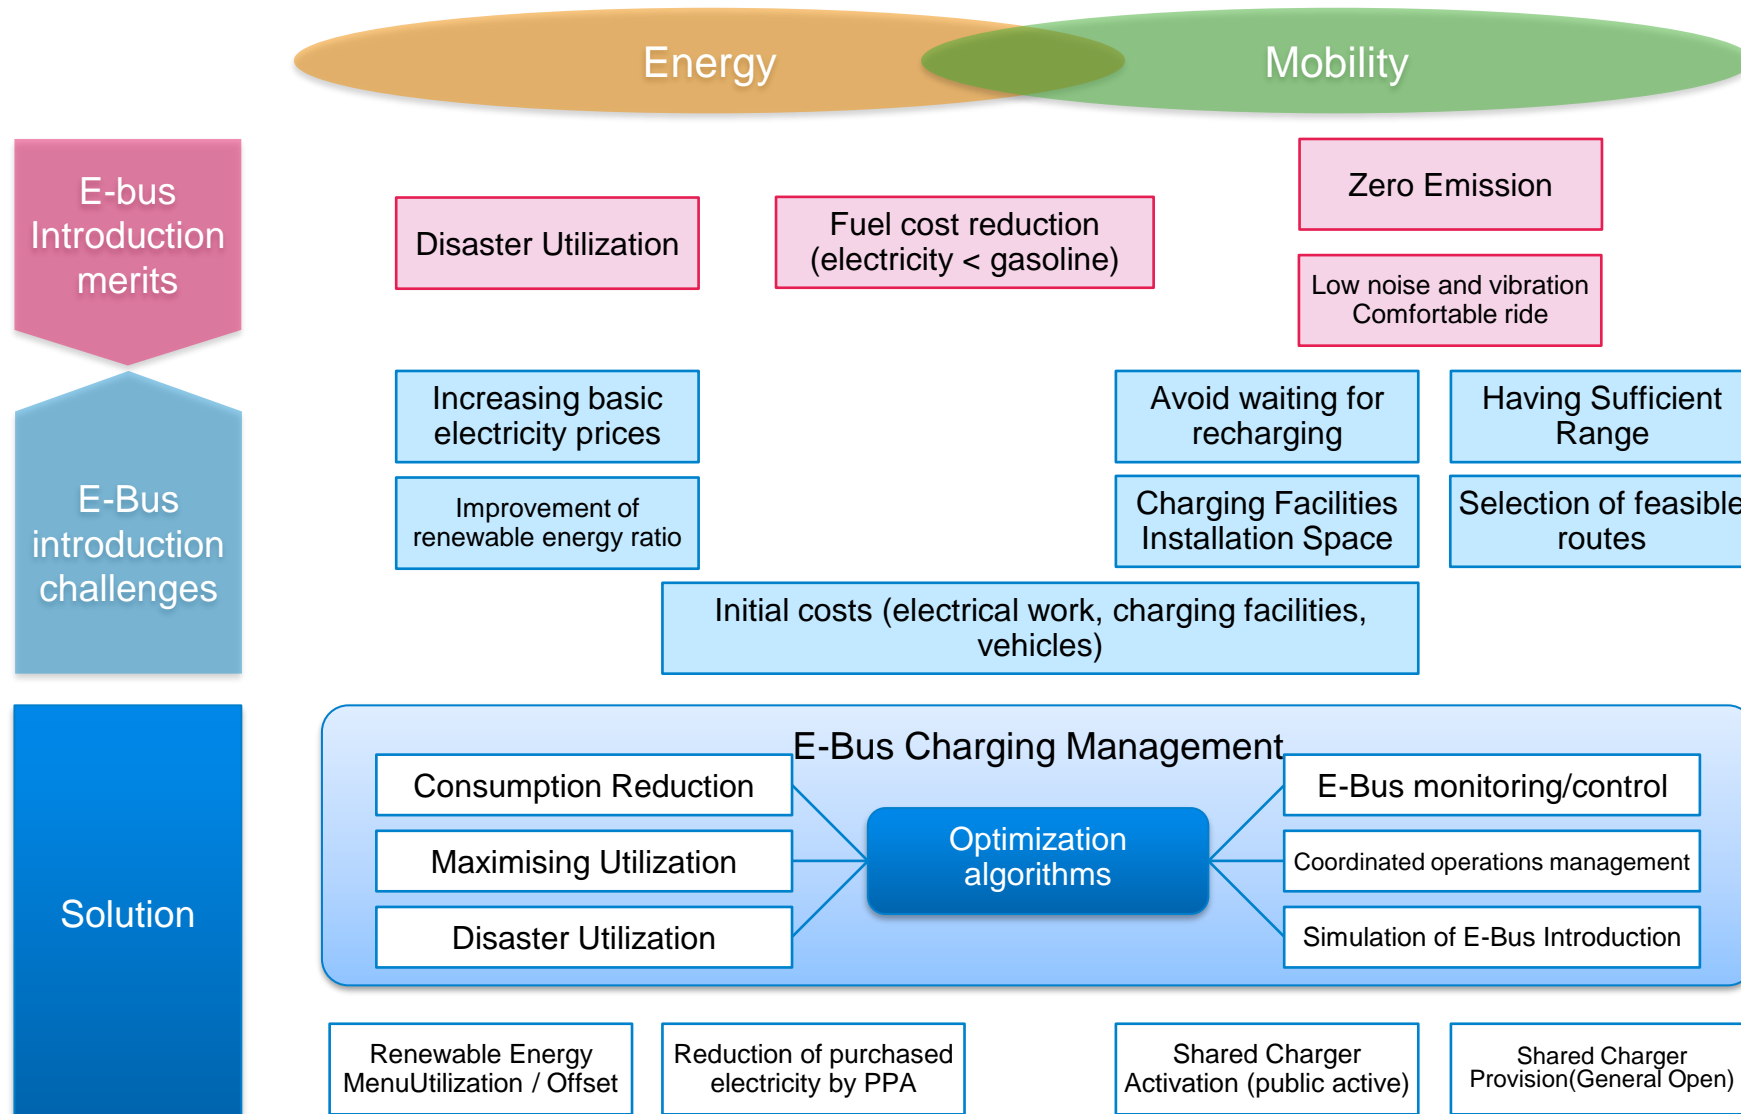 Energy
Mobility
E-bus
Introduction
merits
Disaster Utilization
Fuel cost reduction
(electricity < gasoline)
Zero Emission
Low noise and vibration
Comfortable ride
E-Bus
introduction
challenges
Increasing basic
electricity prices
Avoid waiting for
recharging
Having Sufficient
Range
Improvement of
renewable energy ratio
Charging Facilities
Installation Space
Selection of feasible
routes
Initial costs (electrical work, charging facilities,
vehicles)
Solution
E-Bus Charging Management
Consumption Reduction
Maximising Utilization
Disaster Utilization
Optimization
algorithms
E-Bus monitoring/control
Coordinated operations management
Simulation of E-Bus Introduction
Renewable Energy
MenuUtilization / Offset
Reduction of purchased
electricity by PPA
Shared Charger
Activation (public active)
Shared Charger
Provision(General Open)